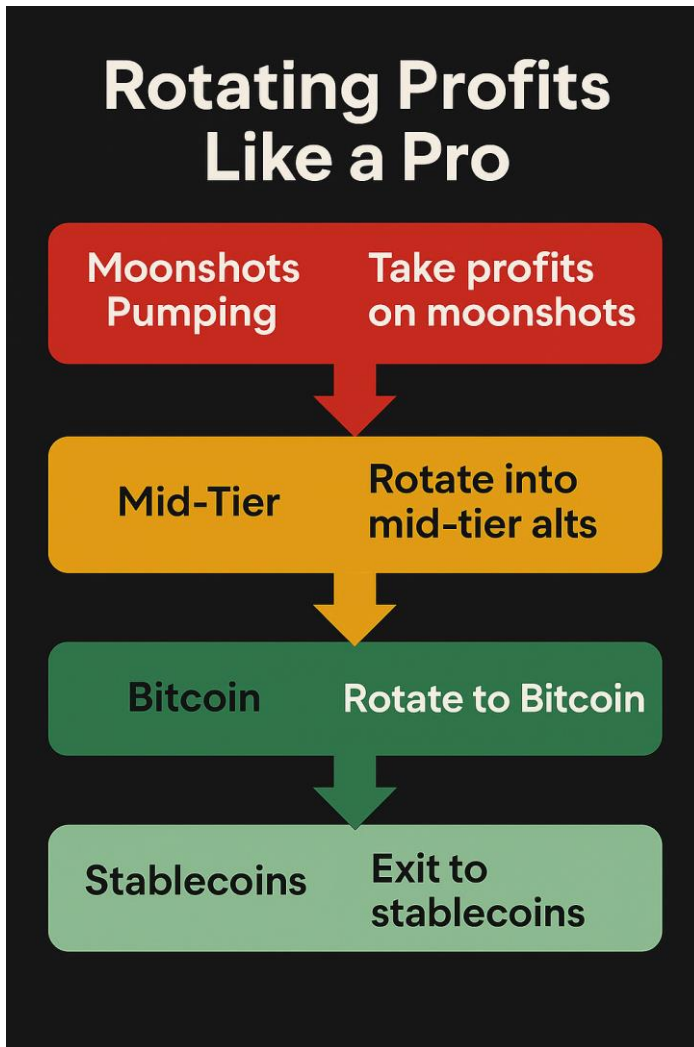 Rotating Profits
Like a Pro
Moonshots
Pumping
Take profits
on moonshots
Mid-Tier
Rotate into
mid-tier alts
Bitcoin
Rotate to Bitcoin
Stablecoins
Exit to
stablecoins